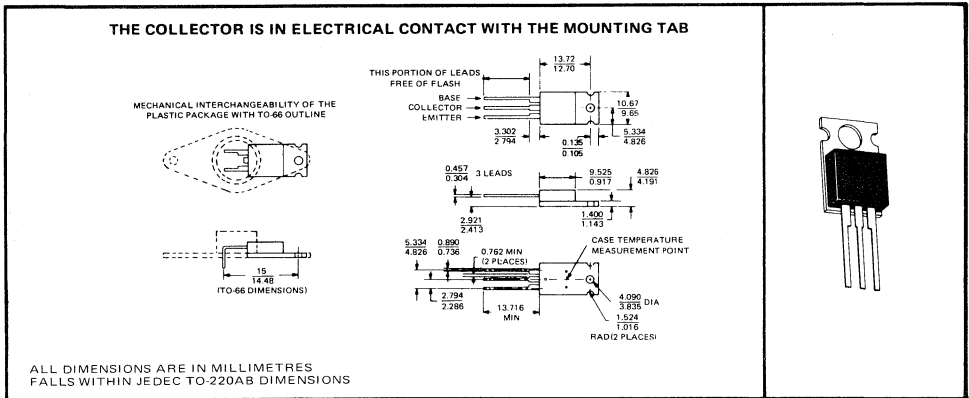 THE COLLECTOR IS IN ELECTRICAL CONTACT WITH THE MOUNTING TAB
THIS PORTION OF LEADS
FREE OF FLASH
13.72
12.70
BASE
COLLECTOR
EMITTER
10.67
9.65
3.302
2.794
0.135
0.105
5.334
4.826
MECHANICAL INTERCHANGEABILITY OF THE
PLASTIC PACKAGE WITH TO-66 OUTLINE
0.457
0.304
3 LEADS
9.525
0.917
4.826
4.191
2.921
2.413
1.400
1.143
5.334
4.826
0.890
0.736
0.762 MIN
(2 PLACES)
CASE TEMPERATURE
MEASUREMENT POINT
15
14.48
(TO-66 DIMENSIONS)
2.794
2.286
13.716
MIN
4.090
3.835
DIA
1.524
1.016
RAD(2 PLACES)
ALL DIMENSIONS ARE IN MILLIMETRES
FALLS WITHIN JEDEC TO-220AB DIMENSIONS